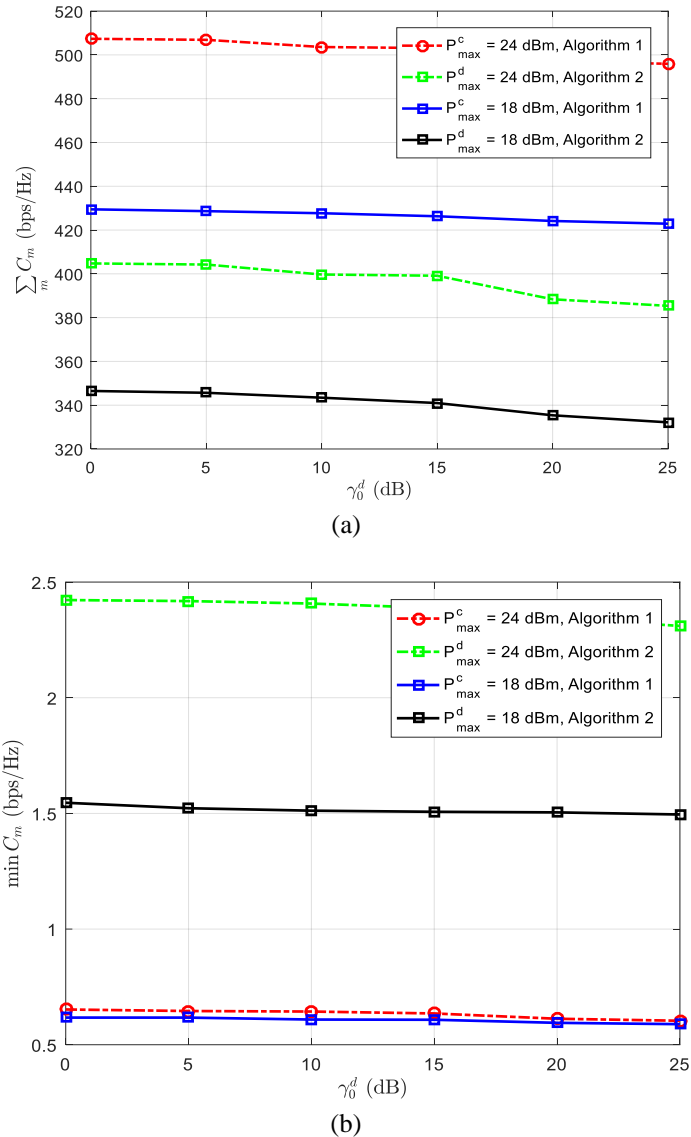 520
500
480
460
440
420
400
380
360
340
320
∑ₘ Cₘ (bps/Hz)
P^c_max = 24 dBm, Algorithm 1
P^d_max = 24 dBm, Algorithm 2
P^c_max = 18 dBm, Algorithm 1
P^d_max = 18 dBm, Algorithm 2
0 5 10 15 20 25
γ₀^d (dB)
(a)
2.5
2
1.5
1
0.5
min Cₘ (bps/Hz)
P^c_max = 24 dBm, Algorithm 1
P^d_max = 24 dBm, Algorithm 2
P^c_max = 18 dBm, Algorithm 1
P^d_max = 18 dBm, Algorithm 2
0 5 10 15 20 25
γ₀^d (dB)
(b)